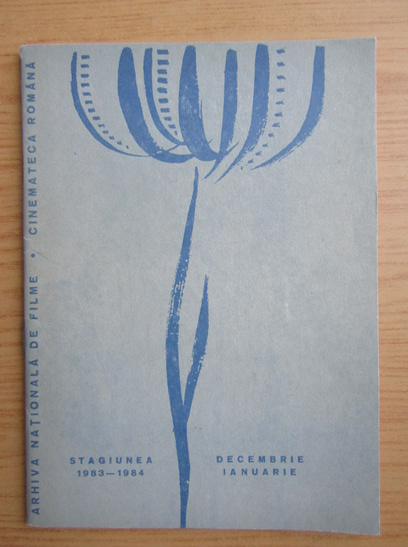 ARHIVA NAȚIONALĂ DE FILME • CINEMATECA ROMÂNĂ
STAGIUNEA
1983—1984
DECEMBRIE
IANUARIE